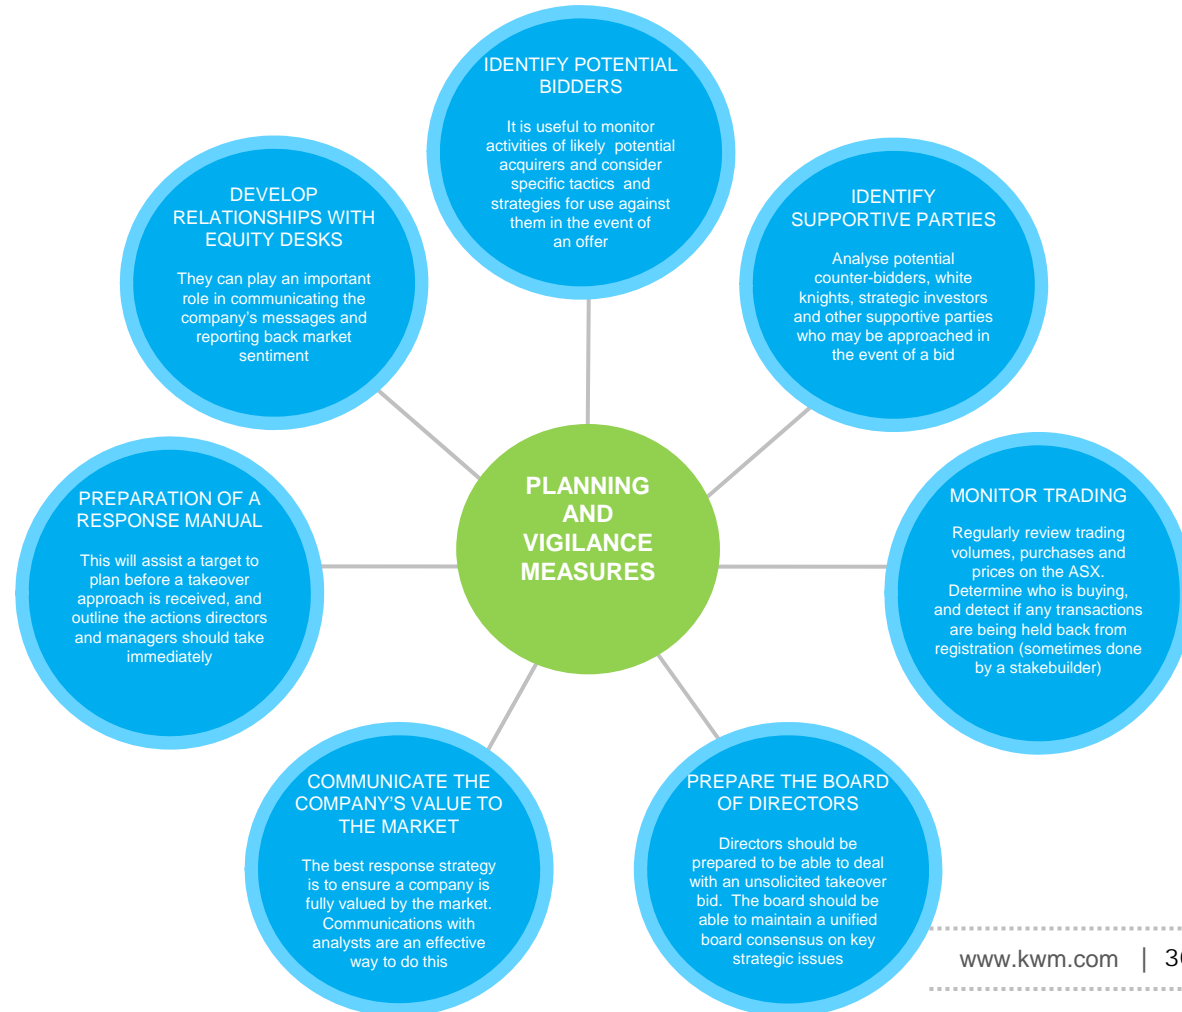 IDENTIFY POTENTIAL
BIDDERS
It is useful to monitor
activities of likely potential
acquirers and consider
specific tactics and
strategies for use against
them in the event of
an offer
DEVELOP
RELATIONSHIPS WITH
EQUITY DESKS
They can play an important
role in communicating the
company's messages and
reporting back market
sentiment
IDENTIFY
SUPPORTIVE PARTIES
Analyse potential
counter-bidders, white
knights, strategic investors
and other supportive parties
who may be approached in
the event of a bid
PLANNING
AND
VIGILANCE
MEASURES
PREPARATION OF A
RESPONSE MANUAL
This will assist a target to
plan before a takeover
approach is received, and
outline the actions directors
and managers should take
immediately
MONITOR TRADING
Regularly review trading
volumes, purchases and
prices on the ASX.
Determine who is buying,
and detect if any transactions
are being held back from
registration (sometimes done
by a stakebuilder)
COMMUNICATE THE
COMPANY'S VALUE TO
THE MARKET
The best response strategy
is to ensure a company is
fully valued by the market.
Communications with
analysts are an effective
way to do this
PREPARE THE BOARD
OF DIRECTORS
Directors should be
prepared to be able to deal
with an unsolicited takeover
bid. The board should be
able to maintain a unified
board consensus on key
strategic issues
www.kwm.com |